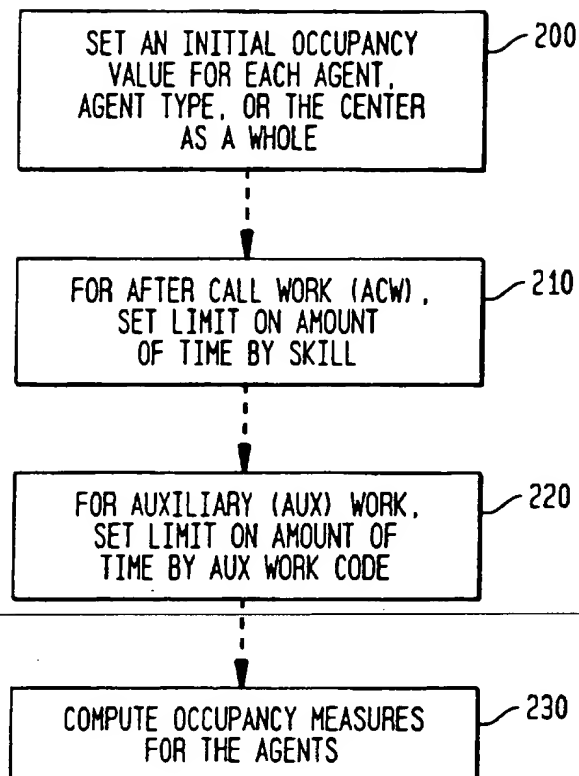 SET AN INITIAL OCCUPANCY
VALUE FOR EACH AGENT,
AGENT TYPE, OR THE CENTER
AS A WHOLE
200
FOR AFTER CALL WORK (ACW),
SET LIMIT ON AMOUNT
OF TIME BY SKILL
210
FOR AUXILIARY (AUX) WORK,
SET LIMIT ON AMOUNT OF
TIME BY AUX WORK CODE
220
COMPUTE OCCUPANCY MEASURES
FOR THE AGENTS
230